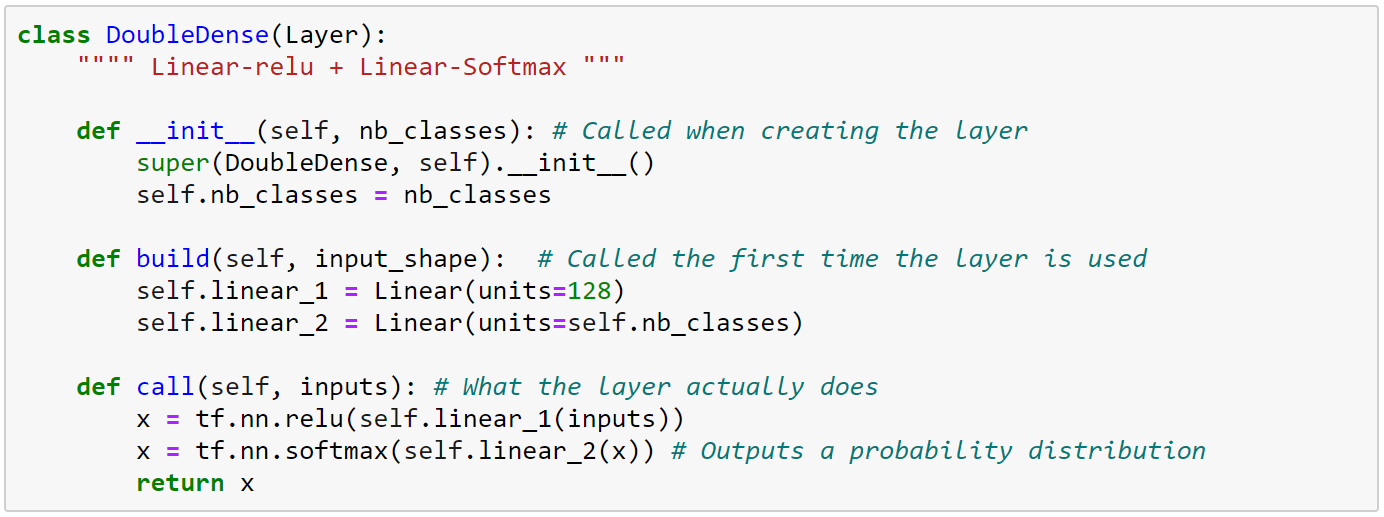 class DoubleDense(Layer):
    """" Linear-relu + Linear-Softmax """
    def __init__(self, nb_classes): # Called when creating the layer
        super(DoubleDense, self).__init__()
        self.nb_classes = nb_classes
    def build(self, input_shape):  # Called the first time the layer is used
        self.linear_1 = Linear(units=128)
        self.linear_2 = Linear(units=self.nb_classes)
    def call(self, inputs): # What the layer actually does
        x = tf.nn.relu(self.linear_1(inputs))
        x = tf.nn.softmax(self.linear_2(x)) # Outputs a probability distribution
        return x